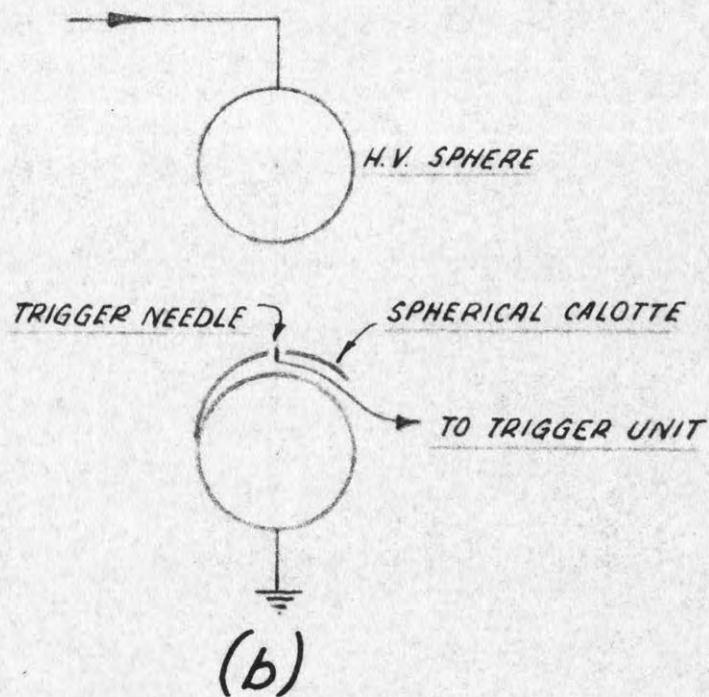 H.V. SPHERE
TRIGGER NEEDLE
SPHERICAL CALOTTE
TO TRIGGER UNIT
(b)